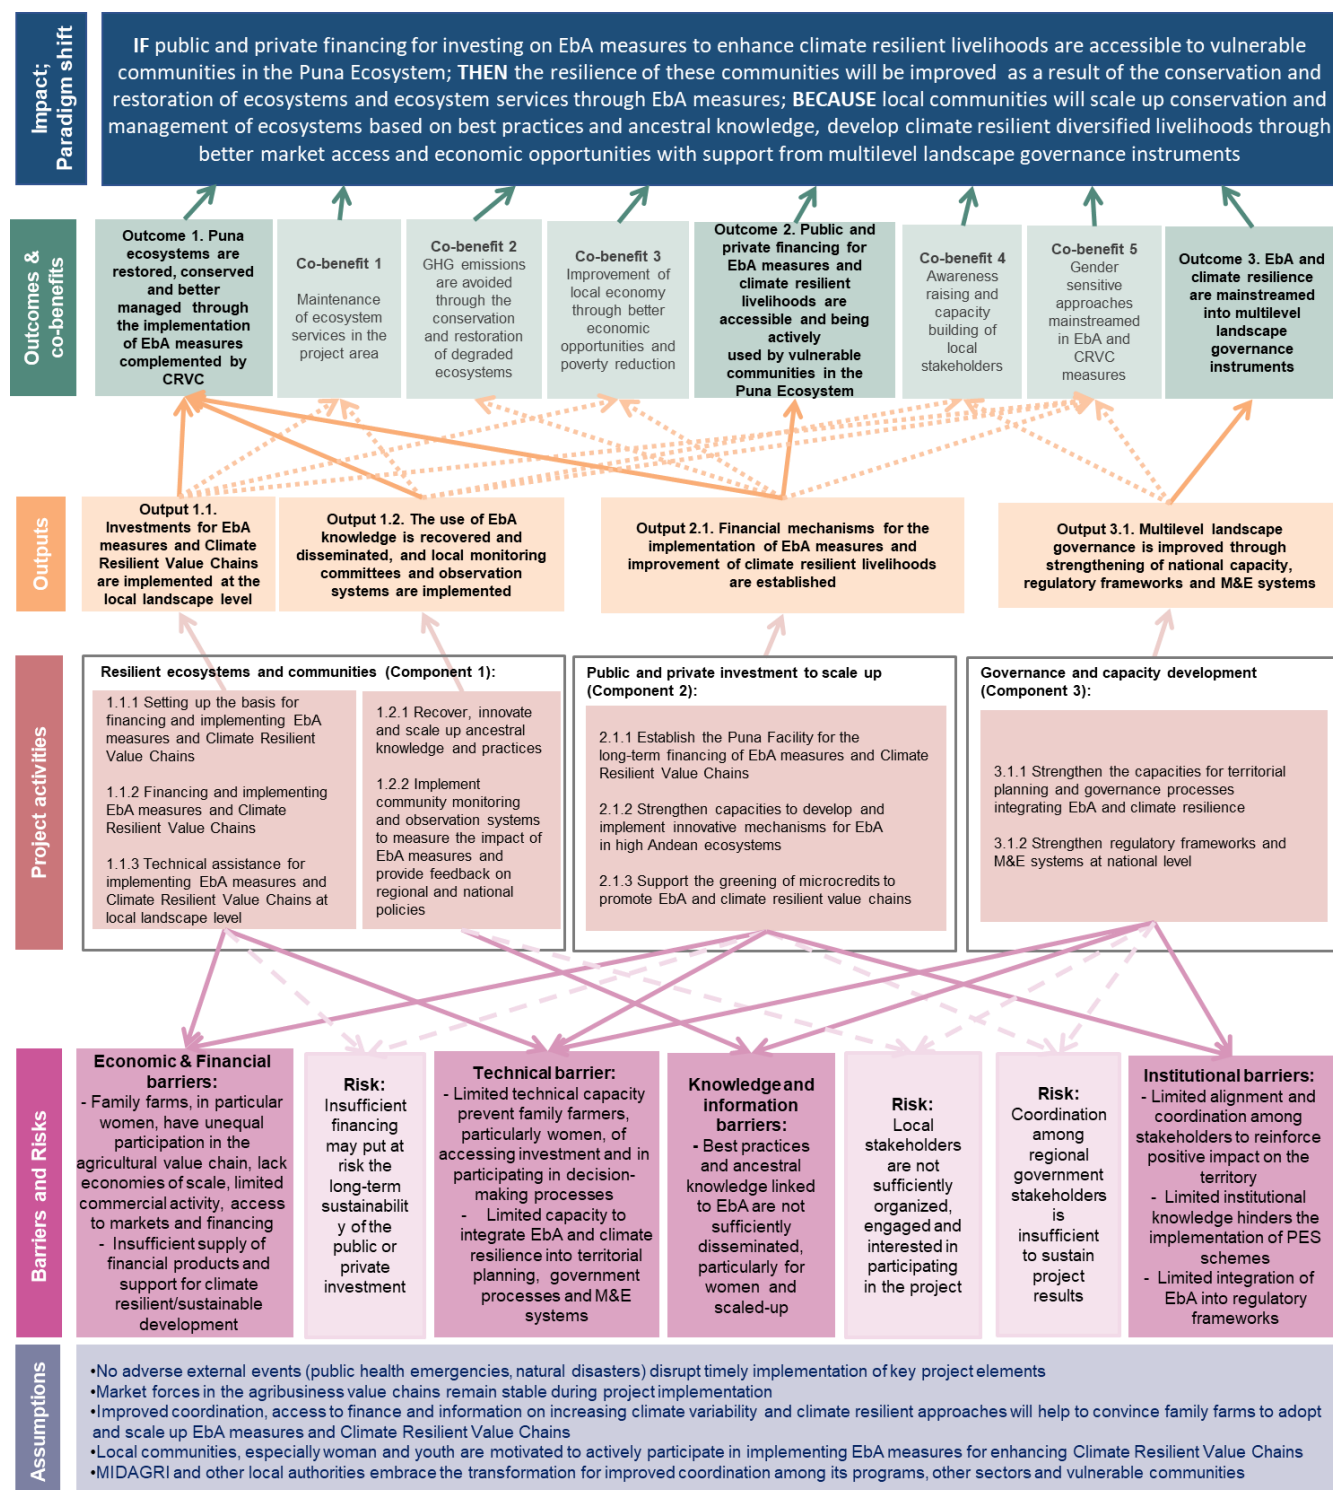 Impact;
Paradigm shift
IF public and private financing for investing on EbA measures to enhance climate resilient livelihoods are accessible to vulnerable
communities in the Puna Ecosystem; THEN the resilience of these communities will be improved as a result of the conservation and
restoration of ecosystems and ecosystem services through EbA measures; BECAUSE local communities will scale up conservation and
management of ecosystems based on best practices and ancestral knowledge, develop climate resilient diversified livelihoods through
better market access and economic opportunities with support from multilevel landscape governance instruments
Outcomes &
co-benefits
Outcome 1. Puna
ecosystems are
restored, conserved
and better
managed through
the implementation
of EbA measures
complemented by
CRVC
Co-benefit 1
Maintenance
of ecosystem
services in the
project area
Co-benefit 2
GHG emissions
are avoided
through the
conservation
and restoration
of degraded
ecosystems
Co-benefit 3
Improvement of
local economy
through better
economic
opportunities and
poverty reduction
Outcome 2. Public and
private financing for
EbA measures and
climate resilient
livelihoods are
accessible and being
actively
used by vulnerable
communities in the
Puna Ecosystem
Co-benefit 4
Awareness
raising and
capacity
building of
local
stakeholders
Co-benefit 5
Gender
sensitive
approaches
mainstreamed
in EbA and
CRVC
measures
Outcome 3. EbA and
climate resilience
are mainstreamed
into multilevel
landscape
governance
instruments
Outputs
Output 1.1.
Investments for EbA
measures and Climate
Resilient Value Chains
are implemented at the
local landscape level
Output 1.2. The use of EbA
knowledge is recovered and
disseminated, and local monitoring
committees and observation
systems are implemented
Output 2.1. Financial mechanisms for the
implementation of EbA measures and
improvement of climate resilient livelihoods
are established
Output 3.1. Multilevel landscape
governance is improved through
strengthening of national capacity,
regulatory frameworks and M&E systems
Project activities
Resilient ecosystems and communities (Component 1):
1.1.1 Setting up the basis for
financing and implementing EbA
measures and Climate Resilient
Value Chains
1.1.2 Financing and implementing
EbA measures and Climate
Resilient Value Chains
1.1.3 Technical assistance for
implementing EbA measures and
Climate Resilient Value Chains at
local landscape level
1.2.1 Recover, innovate
and scale up ancestral
knowledge and practices
1.2.2 Implement
community monitoring
and observation systems
to measure the impact of
EbA measures and
provide feedback on
regional and national
policies
Public and private investment to scale up
(Component 2):
2.1.1 Establish the Puna Facility for the
long-term financing of EbA measures and Climate
Resilient Value Chains
2.1.2 Strengthen capacities to develop and
implement innovative mechanisms for EbA
in high Andean ecosystems
2.1.3 Support the greening of microcredits to
promote EbA and climate resilient value chains
Governance and capacity development
(Component 3):
3.1.1 Strengthen the capacities for territorial
planning and governance processes
integrating EbA and climate resilience
3.1.2 Strengthen regulatory frameworks and
M&E systems at national level
Barriers and Risks
Economic & Financial
barriers:
- Family farms, in particular
women, have unequal
participation in the
agricultural value chain, lack
economies of scale, limited
commercial activity, access
to markets and financing
- Insufficient supply of
financial products and
support for climate
resilient/sustainable
development
Risk:
Insufficient
financing
may put at
risk the
long-term
sustainabilit
y of the
public or
private
investment
Technical barrier:
- Limited technical capacity
prevent family farmers,
particularly women, of
accessing investment and in
participating in decision-
making processes
- Limited capacity to
integrate EbA and climate
resilience into territorial
planning, government
processes and M&E
systems
Knowledge and
information
barriers:
- Best practices
and ancestral
knowledge linked
to EbA are not
sufficiently
disseminated,
particularly for
women and
scaled-up
Risk:
Local
stakeholders
are not
sufficiently
organized,
engaged and
interested in
participating
in the project
Risk:
Coordination
among
regional
government
stakeholders
is
insufficient
to sustain
project
results
Institutional barriers:
- Limited alignment and
coordination among
stakeholders to reinforce
positive impact on the
territory
- Limited institutional
knowledge hinders the
implementation of PES
schemes
- Limited integration of
EbA into regulatory
frameworks
Assumptions
•No adverse external events (public health emergencies, natural disasters) disrupt timely implementation of key project elements
•Market forces in the agribusiness value chains remain stable during project implementation
•Improved coordination, access to finance and information on increasing climate variability and climate resilient approaches will help to convince family farms to adopt
and scale up EbA measures and Climate Resilient Value Chains
•Local communities, especially woman and youth are motivated to actively participate in implementing EbA measures for enhancing Climate Resilient Value Chains
•MIDAGRI and other local authorities embrace the transformation for improved coordination among its programs, other sectors and vulnerable communities